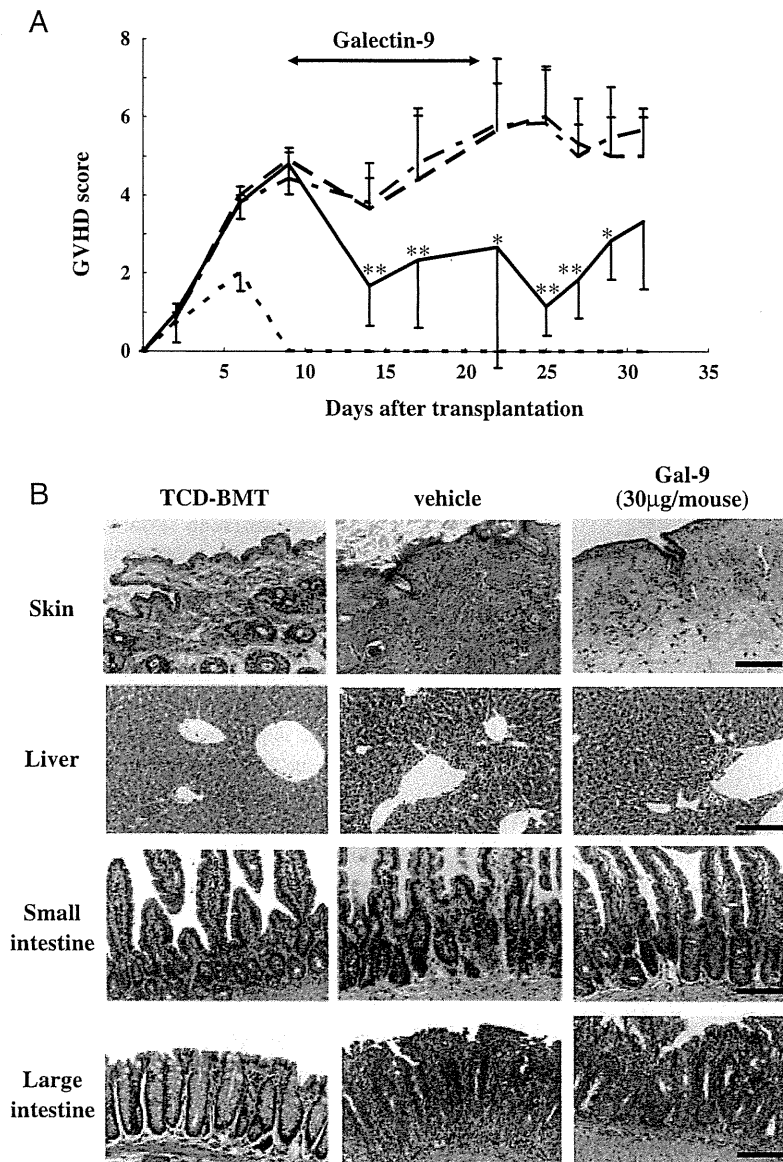 A
Galectin-9
GVHD score
8
6
4
2
0
** ** * ** ** *
5 10 15 20 25 30 35
Days after transplantation
B
TCD-BMT
vehicle
Gal-9
(30μg/mouse)
Skin
Liver
Small
intestine
Large
intestine